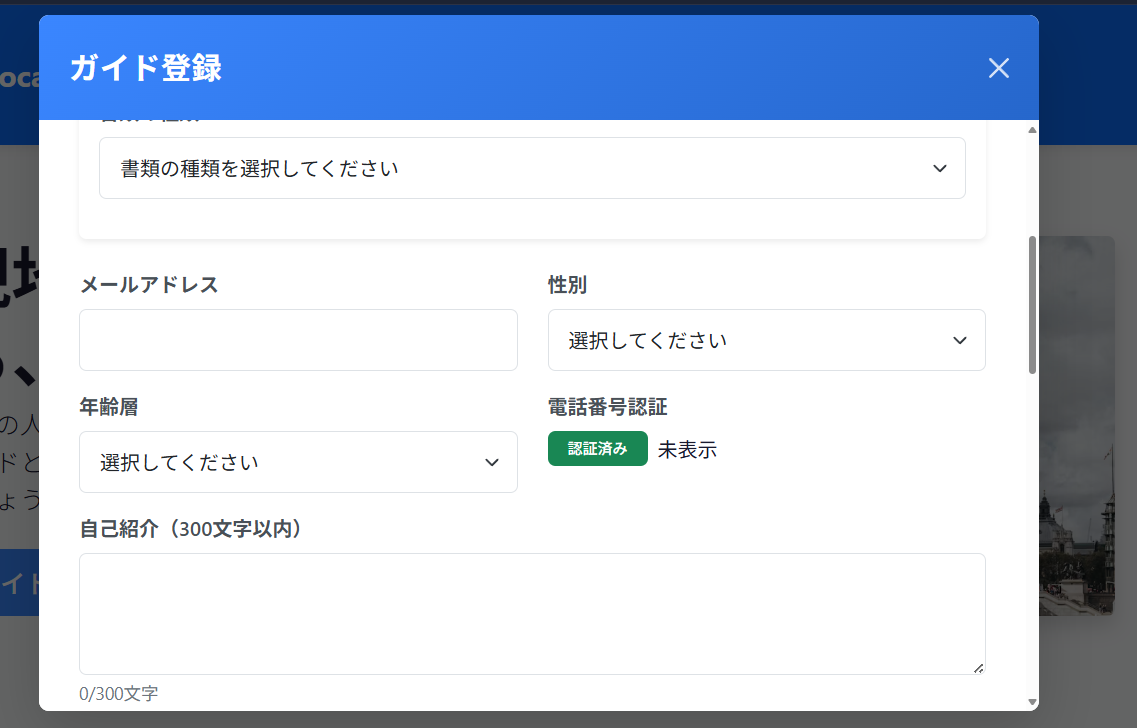 ガイド登録
書類の種類を選択してください
メールアドレス
性別
選択してください
年齢層
電話番号認証
選択してください
認証済み 未表示
自己紹介（300文字以内）
0/300文字